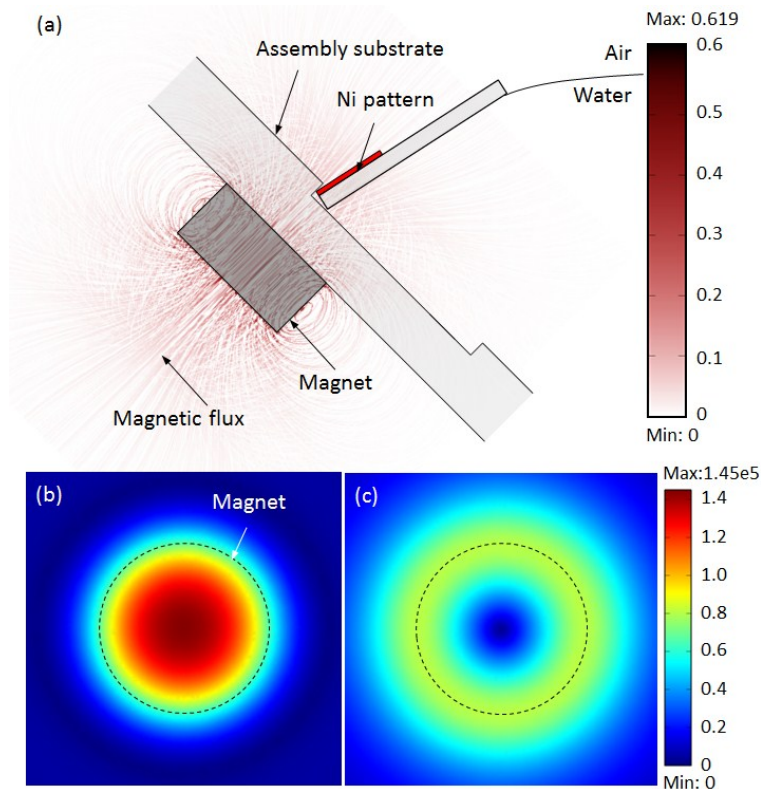 (a)
Max: 0.619
Assembly substrate
Air
0.6
Ni pattern
Water
0.5
0.4
0.3
0.2
0.1
Magnet
Magnetic flux
0
Min: 0
(b)
Magnet
(c)
Max:1.45e5
1.4
1.2
1.0
0.8
0.6
0.4
0.2
0
Min: 0